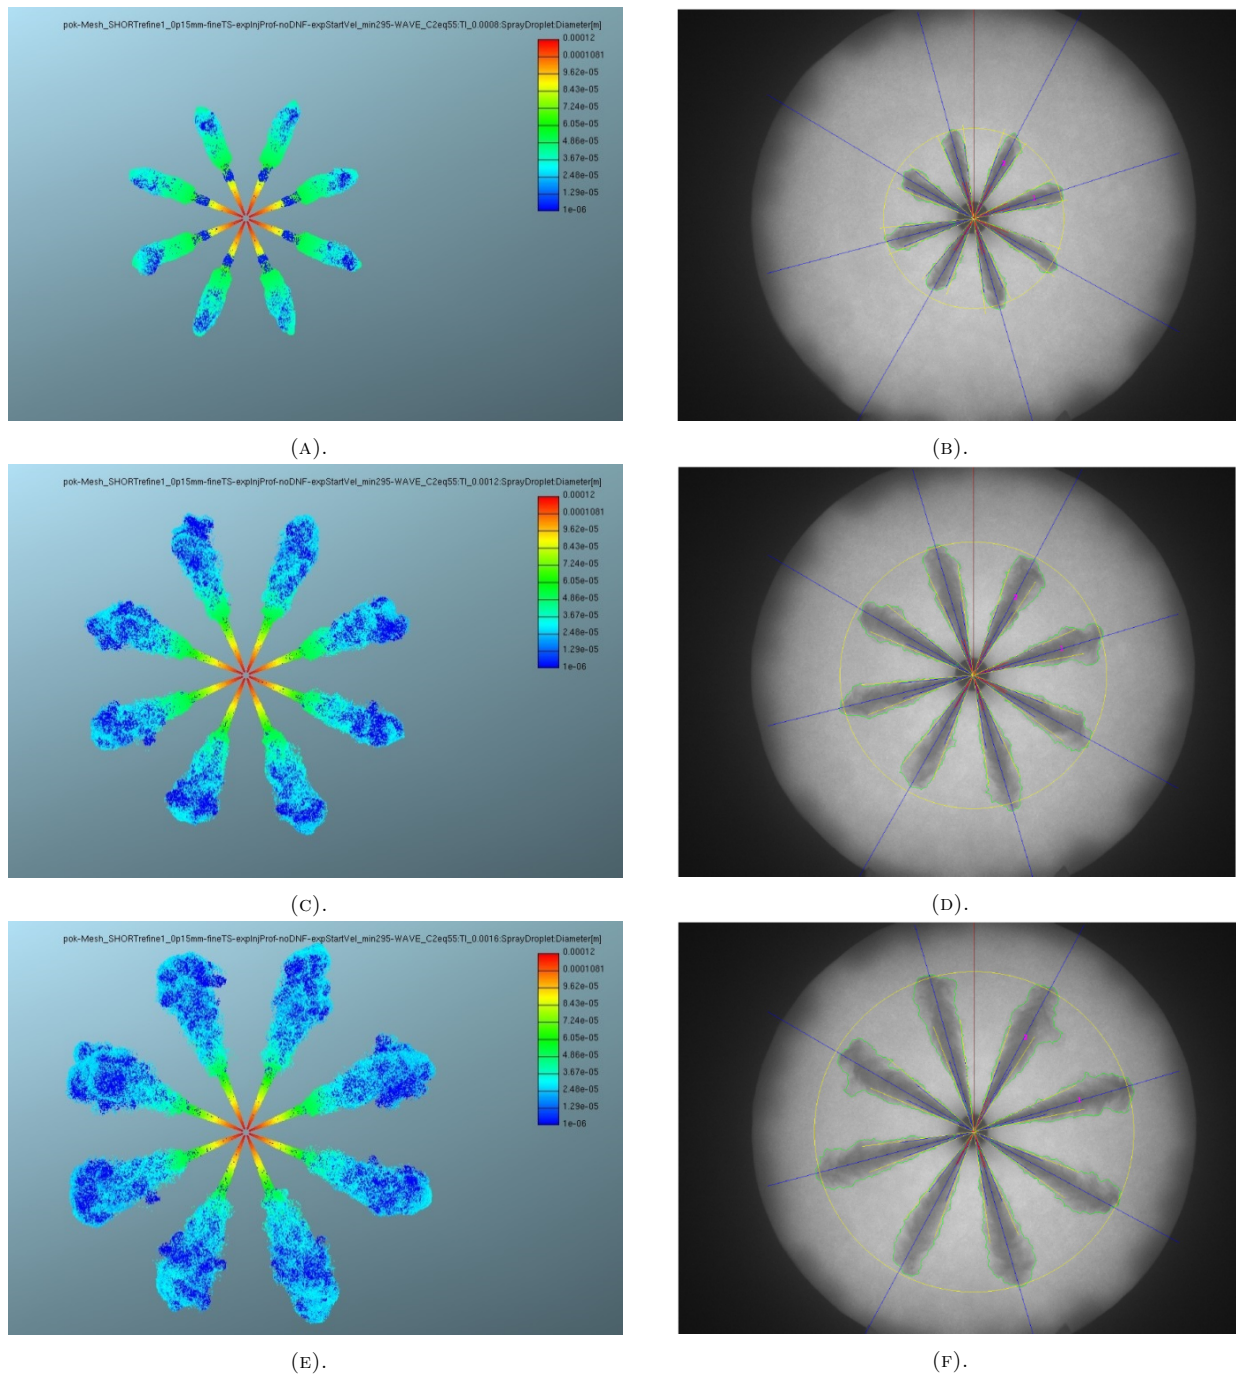 pok-Mesh_SHORTrefine1_0p15mm-fineTS-expInjProf-noDNF-expStartVel_min295-WAVE_C2eq55:TI_0.0008:SprayDroplet:Diameter[m]
0.00012
0.0001081
9.62e-05
8.43e-05
7.24e-05
6.05e-05
4.86e-05
3.67e-05
2.48e-05
1.29e-05
1e-06
(A).
(B).
pok-Mesh_SHORTrefine1_0p15mm-fineTS-expInjProf-noDNF-expStartVel_min295-WAVE_C2eq55:TI_0.0012:SprayDroplet:Diameter[m]
0.00012
0.0001081
9.62e-05
8.43e-05
7.24e-05
6.05e-05
4.86e-05
3.67e-05
2.48e-05
1.29e-05
1e-06
(C).
(D).
pok-Mesh_SHORTrefine1_0p15mm-fineTS-expInjProf-noDNF-expStartVel_min295-WAVE_C2eq55:TI_0.0016:SprayDroplet:Diameter[m]
0.00012
0.0001081
9.62e-05
8.43e-05
7.24e-05
6.05e-05
4.86e-05
3.67e-05
2.48e-05
1.29e-05
1e-06
(E).
(F).